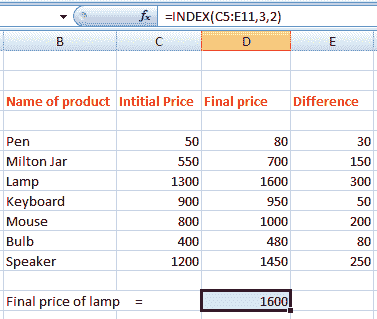 fx =INDEX(C5:E11,3,2)
B C D E
Name of product Intitial Price Final price Difference
Pen 50 80 30
Milton Jar 550 700 150
Lamp 1300 1600 300
Keyboard 900 950 50
Mouse 800 1000 200
Bulb 400 480 80
Speaker 1200 1450 250
Final price of lamp = 1600